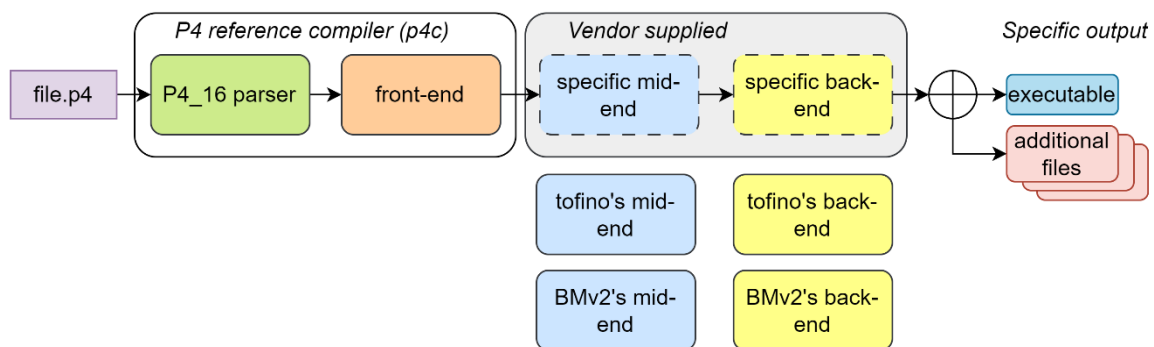 P4 reference compiler (p4c)
Vendor supplied
Specific output
file.p4
P4_16 parser
front-end
specific mid-
end
specific back-
end
executable
additional
files
tofino's mid-
end
tofino's back-
end
BMv2's mid-
end
BMv2's back-
end